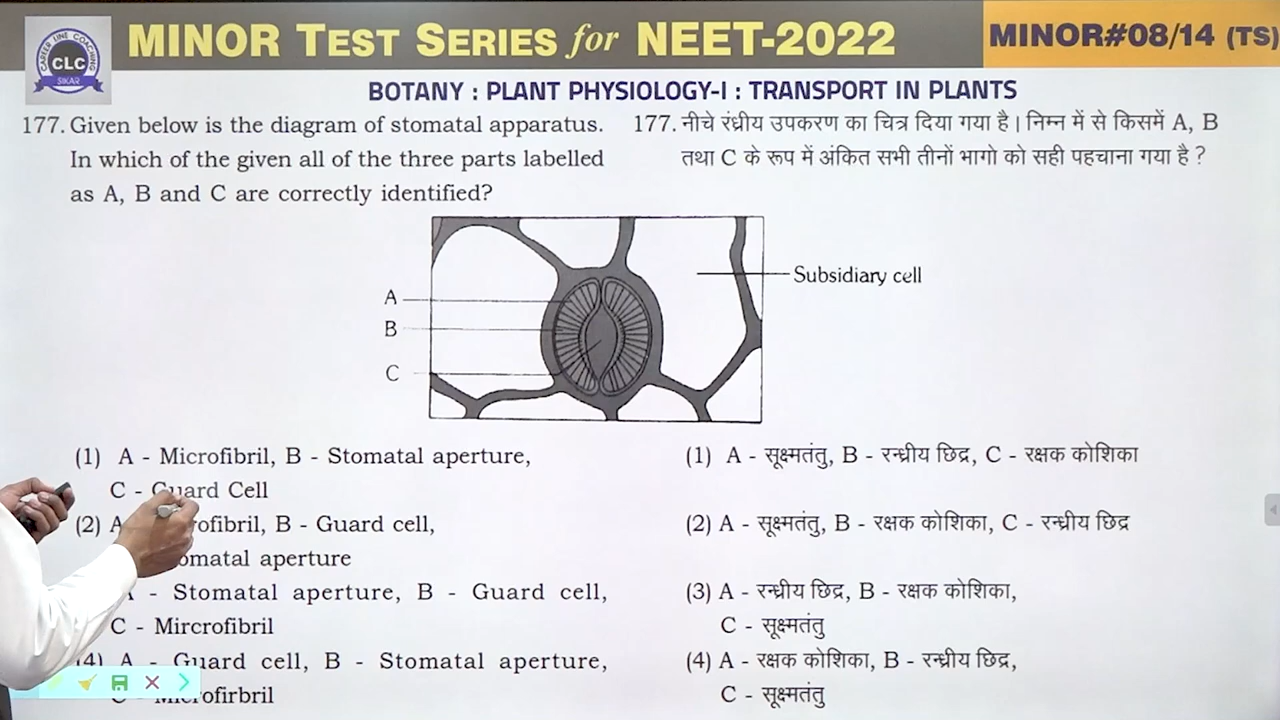 CAREER LINE COACHING
CLC
SIKAR
MINOR TEST SERIES for NEET-2022
MINOR#08/14 (TS)
BOTANY : PLANT PHYSIOLOGY-I : TRANSPORT IN PLANTS
177. Given below is the diagram of stomatal apparatus.
In which of the given all of the three parts labelled
as A, B and C are correctly identified?
177. नीचे रंध्रीय उपकरण का चित्र दिया गया है। निम्न में से किसमें A, B
तथा C के रूप में अंकित सभी तीनों भागो को सही पहचाना गया है ?
Subsidiary cell
A
B
C
(1) A - Microfibril, B - Stomatal aperture,
C - Guard Cell
(2) A rofibril, B - Guard cell,
omatal aperture
- Stomatal aperture, B - Guard cell,
C - Mircrofibril
(4) A - Guard cell, B - Stomatal aperture,
C - Microfirbril
(1) A - सूक्ष्मतंतु, B - रन्ध्रीय छिद्र, C - रक्षक कोशिका
(2) A - सूक्ष्मतंतु, B - रक्षक कोशिका, C - रन्ध्रीय छिद्र
(3) A - रन्ध्रीय छिद्र, B - रक्षक कोशिका,
C - सूक्ष्मतंतु
(4) A - रक्षक कोशिका, B - रन्ध्रीय छिद्र,
C - सूक्ष्मतंतु